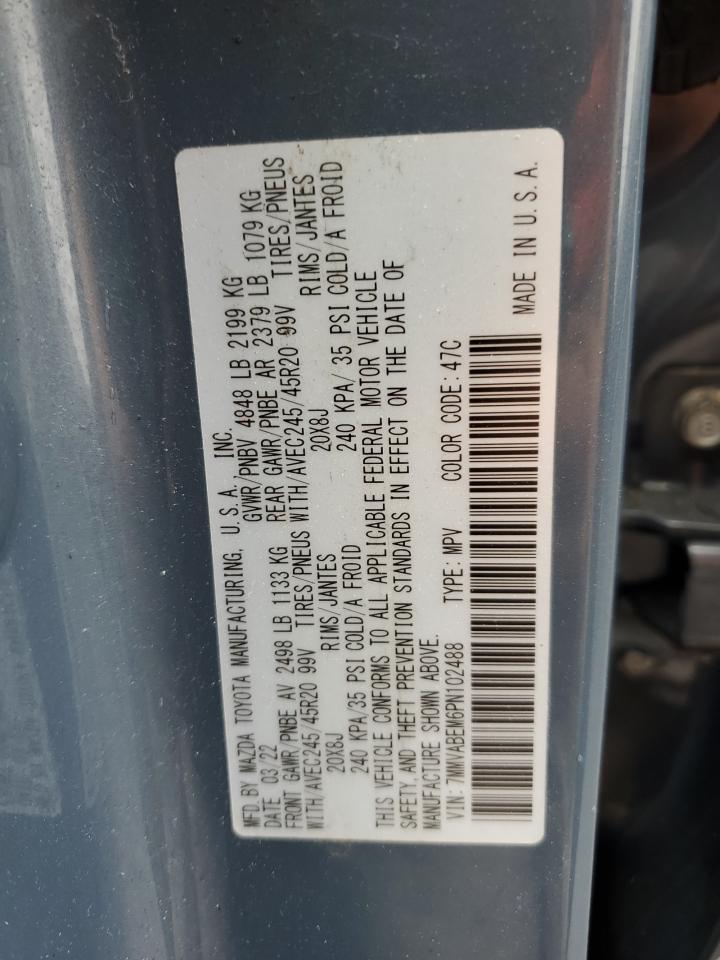 MFD. BY MAZDA TOYOTA MANUFACTURING, U.S.A., INC.
DATE 03/22 GVWR/PNBV 4848 LB 2199 KG
FRONT GAWR/PNBE AV 2498 LB 1133 KG REAR GAWR/PNBE AR 2379 LB 1079 KG
WITH/AVEC245/45R20 99V TIRES/PNEUS WITH/AVEC245/45R20 99V TIRES/PNEUS
20X8J RIMS/JANTES 20X8J RIMS/JANTES
240 KPA/35 PSI COLD/A FROID 240 KPA/ 35 PSI COLD/A FROID
THIS VEHICLE CONFORMS TO ALL APPLICABLE FEDERAL MOTOR VEHICLE
SAFETY, AND THEFT PREVENTION STANDARDS IN EFFECT ON THE DATE OF
MANUFACTURE SHOWN ABOVE.
VIN: 7MMVABEM6PN102488 TYPE: MPV COLOR CODE: 47C
MADE IN U.S.A.